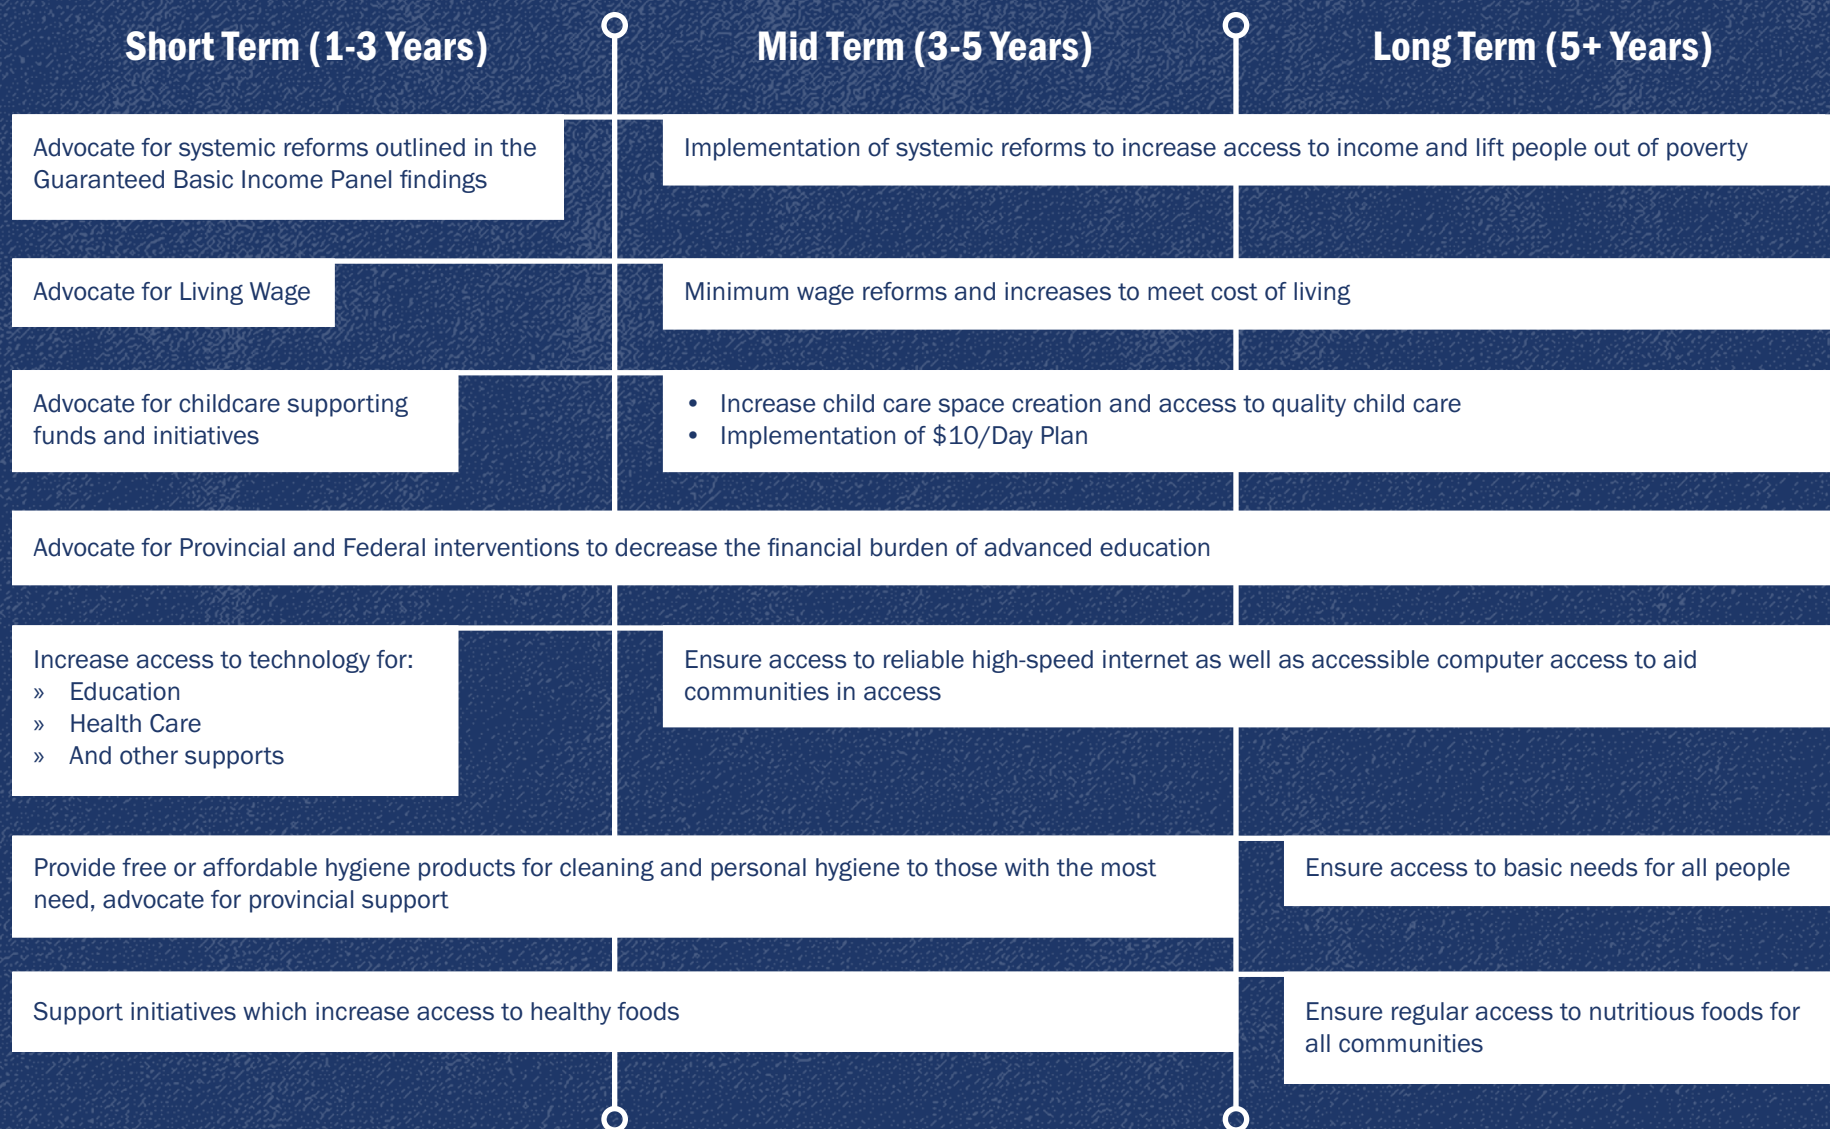 Short Term (1-3 Years)
Mid Term (3-5 Years)
Long Term (5+ Years)
Advocate for systemic reforms outlined in the
Guaranteed Basic Income Panel findings
Implementation of systemic reforms to increase access to income and lift people out of poverty
Advocate for Living Wage
Minimum wage reforms and increases to meet cost of living
Advocate for childcare supporting
funds and initiatives
• Increase child care space creation and access to quality child care
• Implementation of $10/Day Plan
Advocate for Provincial and Federal interventions to decrease the financial burden of advanced education
Increase access to technology for:
» Education
» Health Care
» And other supports
Ensure access to reliable high-speed internet as well as accessible computer access to aid
communities in access
Provide free or affordable hygiene products for cleaning and personal hygiene to those with the most
need, advocate for provincial support
Ensure access to basic needs for all people
Support initiatives which increase access to healthy foods
Ensure regular access to nutritious foods for
all communities